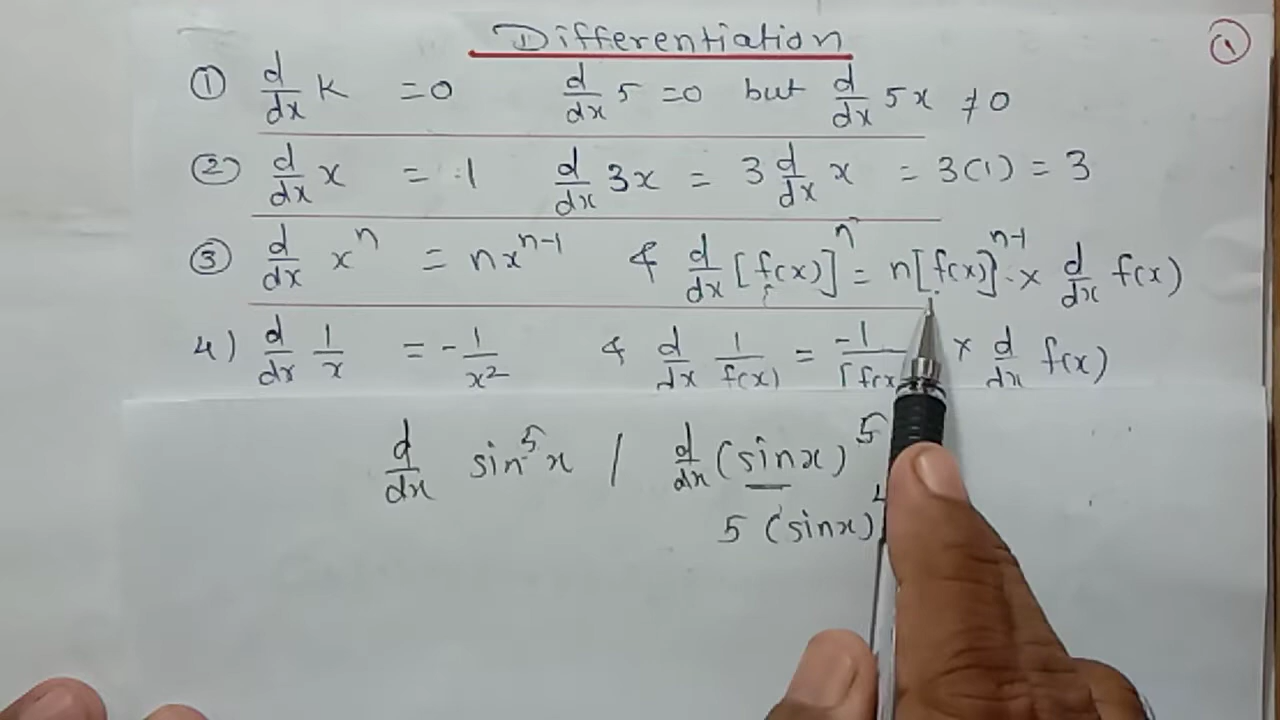 Differentiation
①
① d/dx K = 0 d/dx 5 = 0 but d/dx 5x ≠ 0
② d/dx x = 1 d/dx 3x = 3 d/dx x = 3(1) = 3
③ d/dx x^n = nx^(n-1) & d/dx [f(x)]^n = n[f(x)]^(n-1) × d/dx f(x)
4) d/dx 1/x = -1/x² & d/dx 1/f(x) = -1/[f(x × d/dx f(x)
d/dx sin^5 x / d/dx (sinx)^5
5 (sinx)